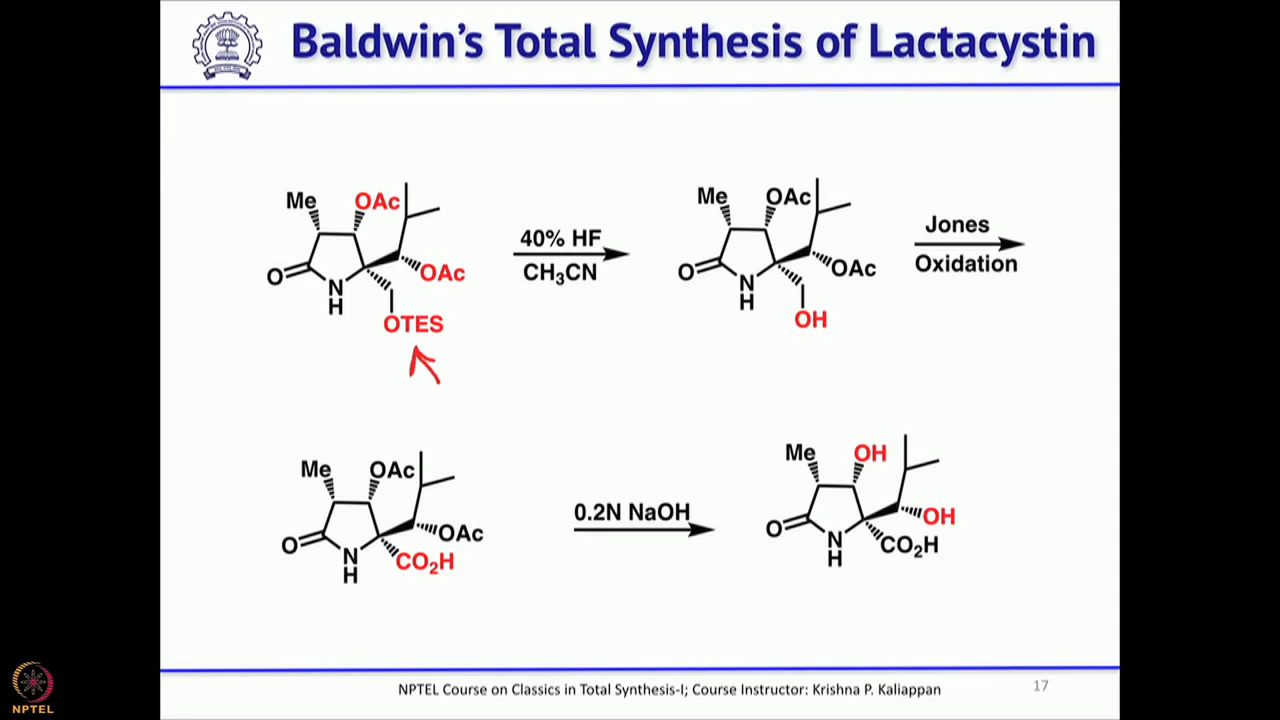 Baldwin's Total Synthesis of Lactacystin
Me
OAc
O
N
H
OAc
OTES
40% HF
CH₃CN
Me
OAc
O
N
H
OAc
OH
Jones
Oxidation
Me
OAc
O
N
H
OAc
CO₂H
0.2N NaOH
Me
OH
O
N
H
OH
CO₂H
NPTEL
NPTEL Course on Classics in Total Synthesis-I; Course Instructor: Krishna P. Kaliappan
17